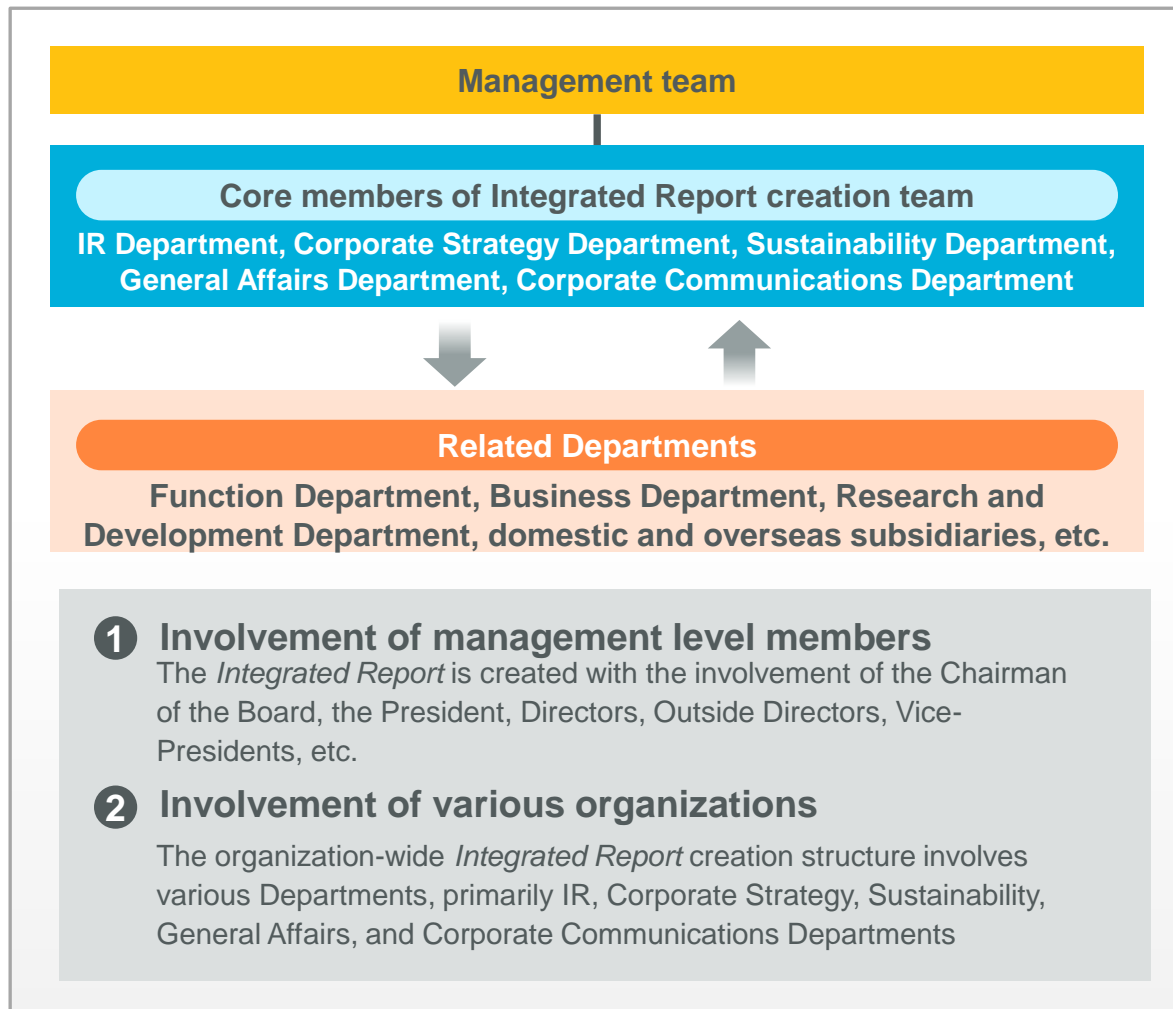 Management team
Core members of Integrated Report creation team
IR Department, Corporate Strategy Department, Sustainability Department,
General Affairs Department, Corporate Communications Department
Related Departments
Function Department, Business Department, Research and
Development Department, domestic and overseas subsidiaries, etc.
1 Involvement of management level members
The Integrated Report is created with the involvement of the Chairman
of the Board, the President, Directors, Outside Directors, Vice-
Presidents, etc.
2 Involvement of various organizations
The organization-wide Integrated Report creation structure involves
various Departments, primarily IR, Corporate Strategy, Sustainability,
General Affairs, and Corporate Communications Departments